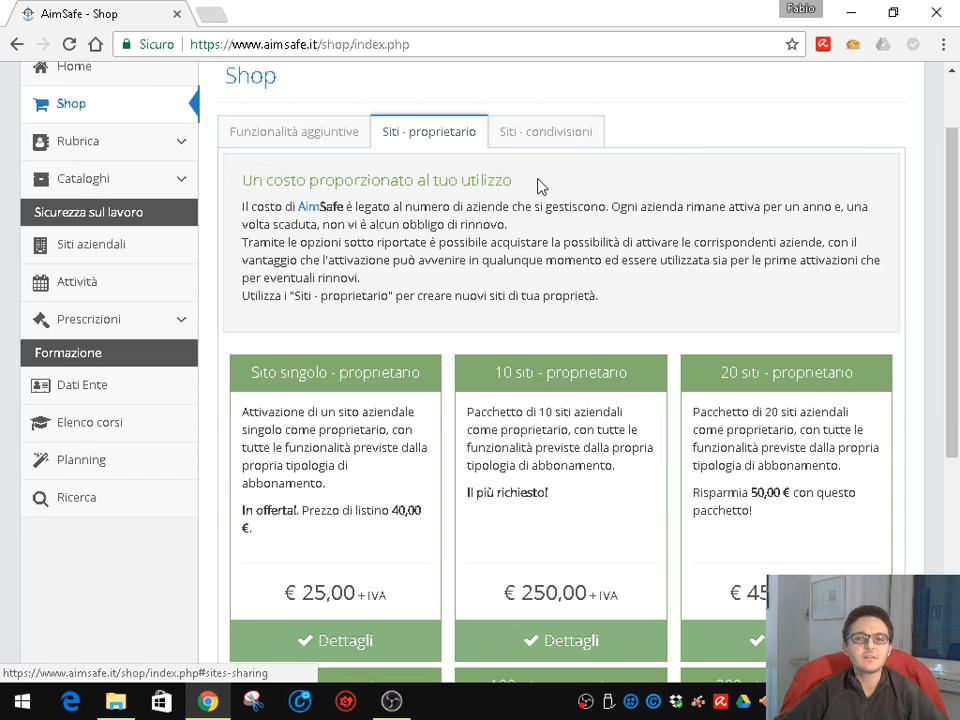 AimSafe - Shop
Fabio
Sicuro https://www.aimsafe.it/shop/index.php
Home
Shop
Rubrica
Cataghi
Sicurezza sul lavoro
Siti aziendali
Attività
Prescrizioni
Formazione
Dati Ente
Elenco corsi
Planning
Ricerca
Shop
Funzionalità aggiuntive Siti - proprietario Siti - condivisioni
Un costo proporzionato al tuo utilizzo
Il costo di AimSafe è legato al numero di aziende che si gestiscono. Ogni azienda rimane attiva per un anno e, una
volta scaduta, non vi è alcun obbligo di rinnovo.
Tramite le opzioni sotto riportate è possibile acquistare la possibilità di attivare le corrispondenti aziende, con il
vantaggio che l'attivazione può avvenire in qualunque momento ed essere utilizzata sia per le prime attivazioni che
per eventuali rinnovi.
Utilizza i "Siti - proprietario" per creare nuovi siti di tua proprietà.
Sito singolo - proprietario
Attivazione di un sito aziendale
singolo come proprietario, con
tutte le funzionalità previste dalla
propria tipologia di
abbonamento.
In offerta!. Prezzo di listino 40,00
€.
€ 25,00 + IVA
Dettagli
10 siti - proprietario
Pacchetto di 10 siti aziendali
come proprietario, con tutte le
funzionalità previste dalla propria
tipologia di abbonamento.
Il più richiesto!
€ 250,00 + IVA
Dettagli
20 siti - proprietario
Pacchetto di 20 siti aziendali
come proprietario, con tutte le
funzionalità previste dalla propria
tipologia di abbonamento.
Risparmia 50,00 € con questo
pacchetto!
€ 45
https://www.aimsafe.it/shop/index.php#sites-sharing